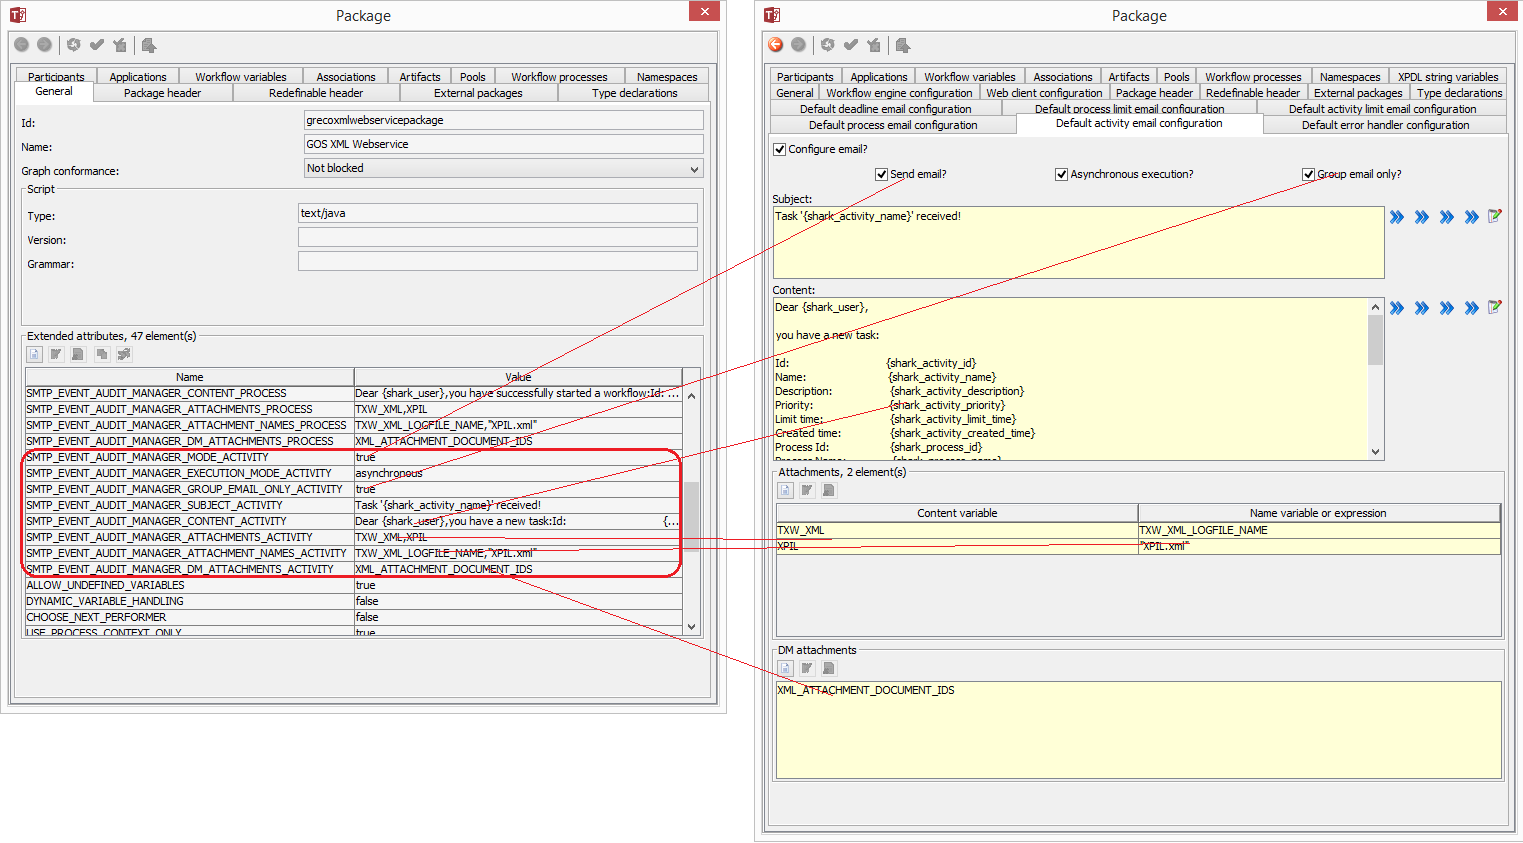 Package
Participants Applications Workflow variables Associations Artifacts Pools Workflow processes Namespaces
General Package header Redefinable header External packages Type declarations
Id: grecoxmlwebservicepackage
Name: GOS XML Webservice
Graph conformance: Not blocked
Script
Type: text/java
Version:
Grammar:
Extended attributes, 47 element(s)
Name Value
SMTP_EVENT_AUDIT_MANAGER_CONTENT_PROCESS Dear {shark_user},you have successfully started a workflow:Id: ...
SMTP_EVENT_AUDIT_MANAGER_ATTACHMENTS_PROCESS TXW_XML,XPIL
SMTP_EVENT_AUDIT_MANAGER_ATTACHMENT_NAMES_PROCESS TXW_XML_LOGFILE_NAME,"XPIL.xml"
SMTP_EVENT_AUDIT_MANAGER_DM_ATTACHMENTS_PROCESS XML_ATTACHMENT_DOCUMENT_IDS
SMTP_EVENT_AUDIT_MANAGER_MODE_ACTIVITY true
SMTP_EVENT_AUDIT_MANAGER_EXECUTION_MODE_ACTIVITY asynchronous
SMTP_EVENT_AUDIT_MANAGER_GROUP_EMAIL_ONLY_ACTIVITY true
SMTP_EVENT_AUDIT_MANAGER_SUBJECT_ACTIVITY Task '{shark_activity_name}' received!
SMTP_EVENT_AUDIT_MANAGER_CONTENT_ACTIVITY Dear {shark_user},you have a new task:Id: {...
SMTP_EVENT_AUDIT_MANAGER_ATTACHMENTS_ACTIVITY TXW_XML,XPIL
SMTP_EVENT_AUDIT_MANAGER_ATTACHMENT_NAMES_ACTIVITY TXW_XML_LOGFILE_NAME,"XPIL.xml"
SMTP_EVENT_AUDIT_MANAGER_DM_ATTACHMENTS_ACTIVITY XML_ATTACHMENT_DOCUMENT_IDS
ALLOW_UNDEFINED_VARIABLES true
DYNAMIC_VARIABLE_HANDLING false
CHOOSE_NEXT_PERFORMER false
USE_PROCESS_CONTEXT_ONLY true
Package
Participants Applications Workflow variables Associations Artifacts Pools Workflow processes Namespaces XPDL string variables
General Workflow engine configuration Web client configuration Package header Redefinable header External packages Type declarations
Default deadline email configuration Default process limit email configuration Default activity limit email configuration
Default process email configuration Default activity email configuration Default error handler configuration
Configure email?
Send email? Asynchronous execution? Group email only?
Subject:
Task '{shark_activity_name}' received!
Content:
Dear {shark_user},
you have a new task:
Id: {shark_activity_id}
Name: {shark_activity_name}
Description: {shark_activity_description}
Priority: {shark_activity_priority}
Limit time: {shark_activity_limit_time}
Created time: {shark_activity_created_time}
Process Id: {shark_process_id}
Process Name: {shark_process_name}
Attachments, 2 element(s)
Content variable Name variable or expression
TXW_XML TXW_XML_LOGFILE_NAME
XPIL "XPIL.xml"
DM attachments
XML_ATTACHMENT_DOCUMENT_IDS